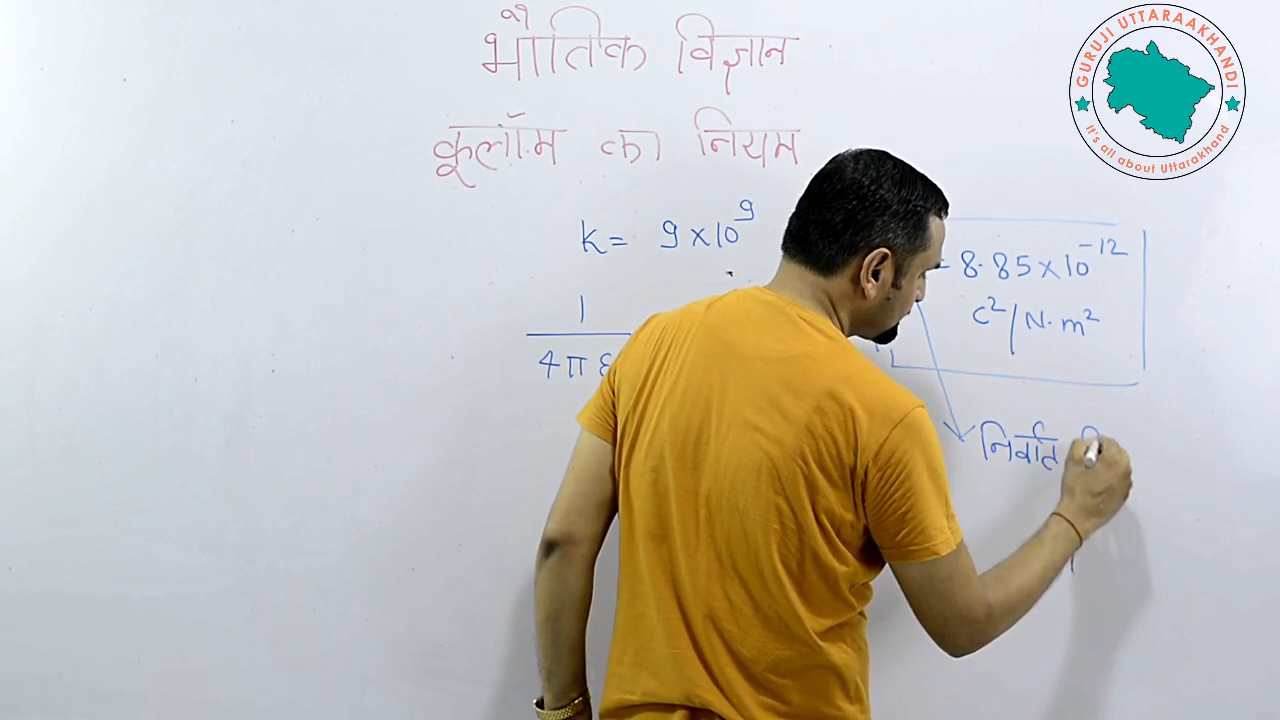 भौतिक विज्ञान
कूलॉम का नियम
k = 9 × 10⁹
= 8.85 × 10⁻¹²
C²/N·m²
1
4π ε
निर्वात
GURUJI UTTARAAKHANDI
It's all about Uttarakhand